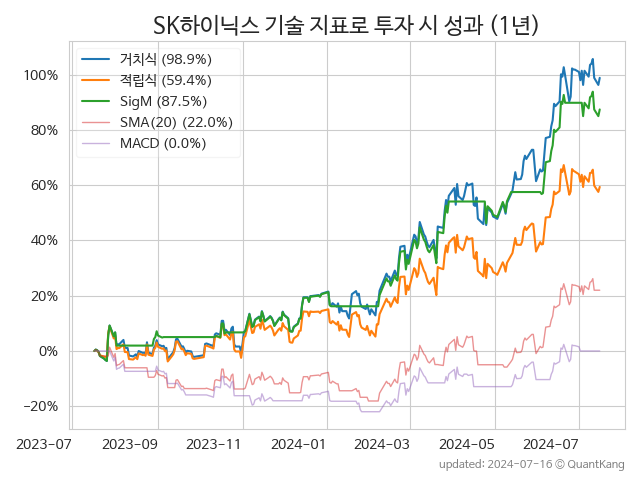 SK하이닉스 기술 지표로 투자 시 성과 (1년)
거치식 (98.9%)
적립식 (59.4%)
SigM (87.5%)
SMA(20) (22.0%)
MACD (0.0%)
100%
80%
60%
40%
20%
0%
−20%
2023-07
2023-09
2023-11
2024-01
2024-03
2024-05
2024-07
updated: 2024-07-16 © QuantKang